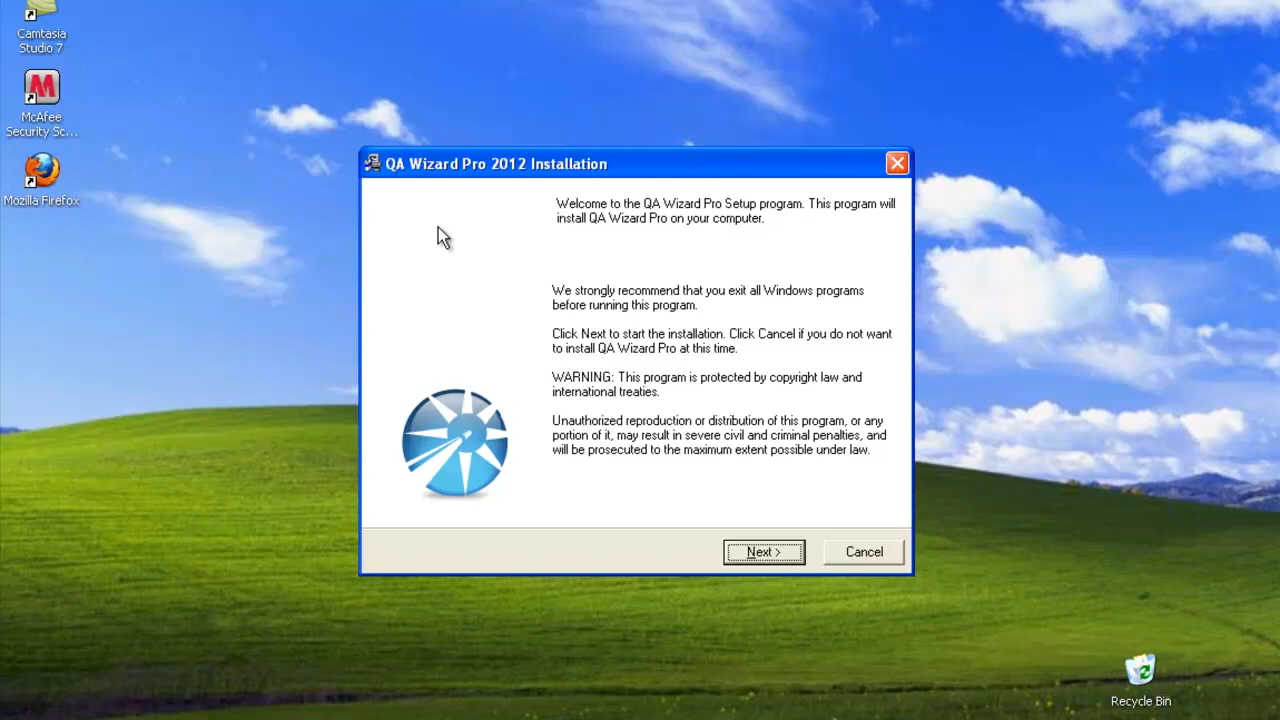 Camtasia
Studio 7
McAfee
Security Sc...
Mozilla Firefox
QA Wizard Pro 2012 Installation
Welcome to the QA Wizard Pro Setup program. This program will
install QA Wizard Pro on your computer.
We strongly recommend that you exit all Windows programs
before running this program.
Click Next to start the installation. Click Cancel if you do not want
to install QA Wizard Pro at this time.
WARNING: This program is protected by copyright law and
international treaties.
Unauthorized reproduction or distribution of this program, or any
portion of it, may result in severe civil and criminal penalties, and
will be prosecuted to the maximum extent possible under law.
Next >
Cancel
Recycle Bin